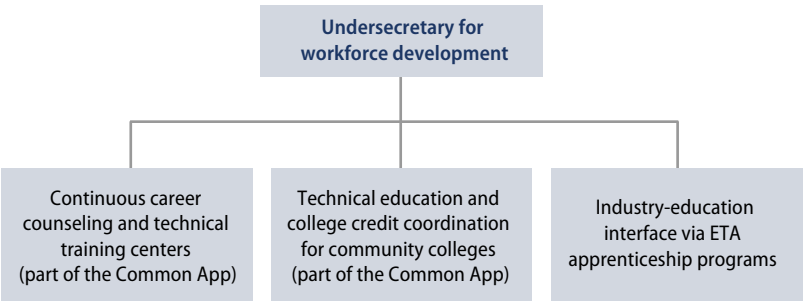 Undersecretary for
workforce development
Continuous career
counseling and technical
training centers
(part of the Common App)
Technical education and
college credit coordination
for community colleges
(part of the Common App)
Industry-education
interface via ETA
apprenticeship programs